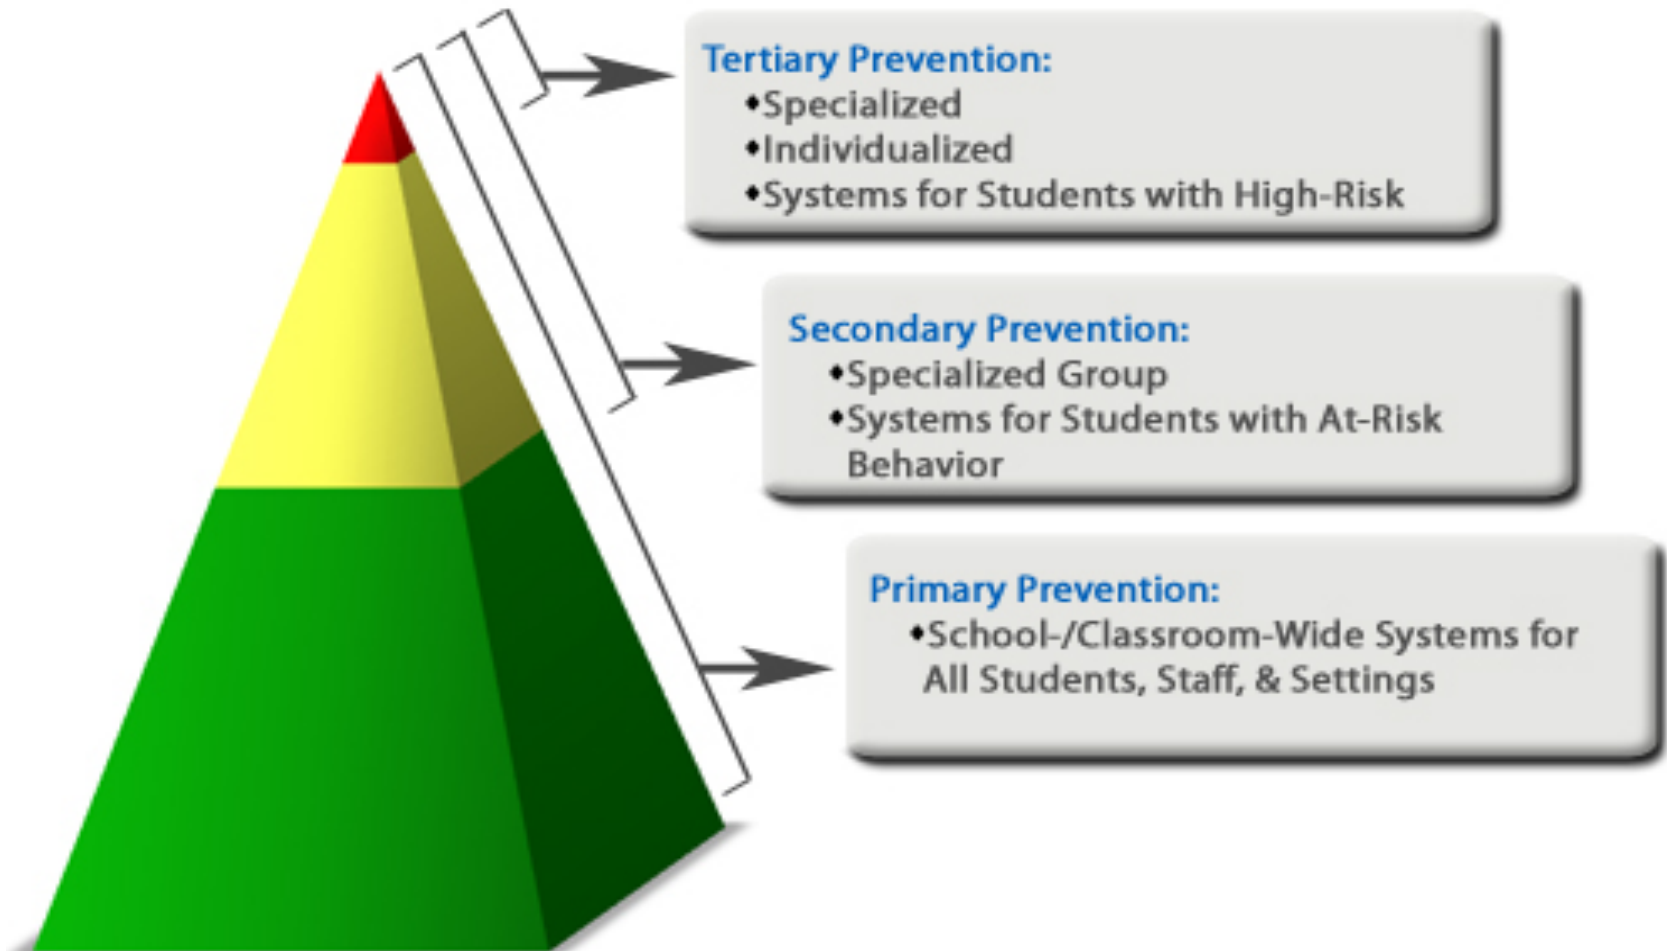 Tertiary Prevention:
♦Specialized
♦Individualized
♦Systems for Students with High-Risk
Secondary Prevention:
♦Specialized Group
♦Systems for Students with At-Risk
Behavior
Primary Prevention:
♦School-/Classroom-Wide Systems for
All Students, Staff, & Settings